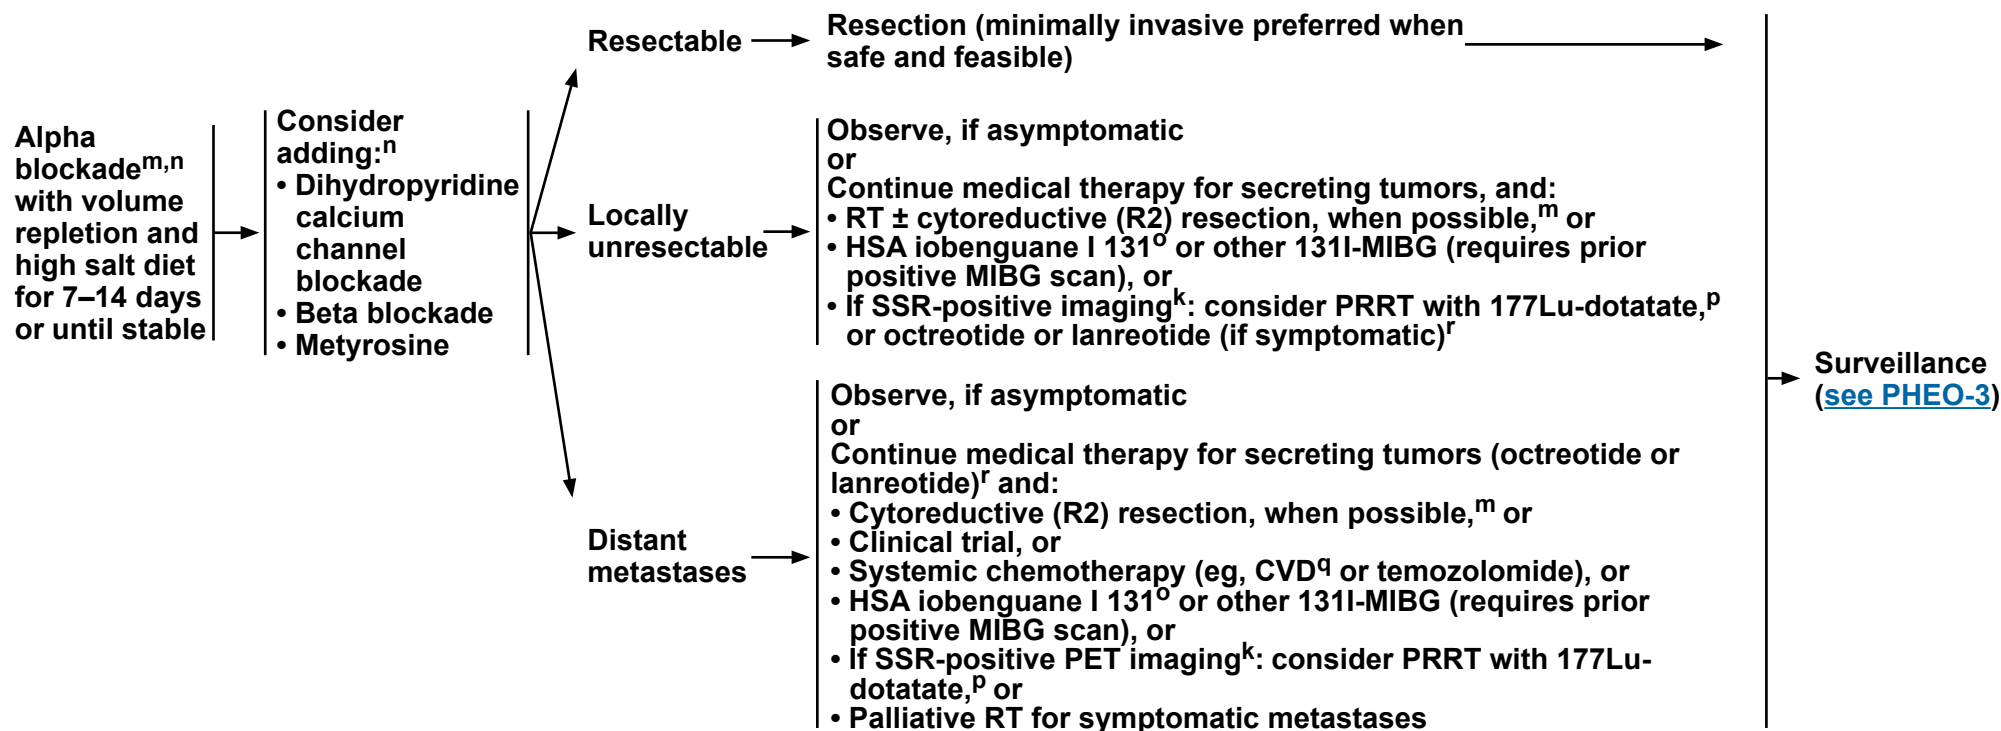 Alpha
blockadeᵐ,ⁿ
with volume
repletion and
high salt diet
for 7–14 days
or until stable
Consider
adding:ⁿ
• Dihydropyridine
calcium
channel
blockade
• Beta blockade
• Metyrosine
Resectable
Resection (minimally invasive preferred when
safe and feasible)
Locally
unresectable
Observe, if asymptomatic
or
Continue medical therapy for secreting tumors, and:
• RT ± cytoreductive (R2) resection, when possible,ᵐ or
• HSA iobenguane I 131ᵒ or other 131I-MIBG (requires prior
positive MIBG scan), or
• If SSR-positive imagingᵏ: consider PRRT with 177Lu-dotatate,ᵖ
or octreotide or lanreotide (if symptomatic)ʳ
Distant
metastases
Observe, if asymptomatic
or
Continue medical therapy for secreting tumors (octreotide or
lanreotide)ʳ and:
• Cytoreductive (R2) resection, when possible,ᵐ or
• Clinical trial, or
• Systemic chemotherapy (eg, CVD^q or temozolomide), or
• HSA iobenguane I 131ᵒ or other 131I-MIBG (requires prior
positive MIBG scan), or
• If SSR-positive PET imagingᵏ: consider PRRT with 177Lu-
dotatate,ᵖ or
• Palliative RT for symptomatic metastases
Surveillance
(see PHEO-3)